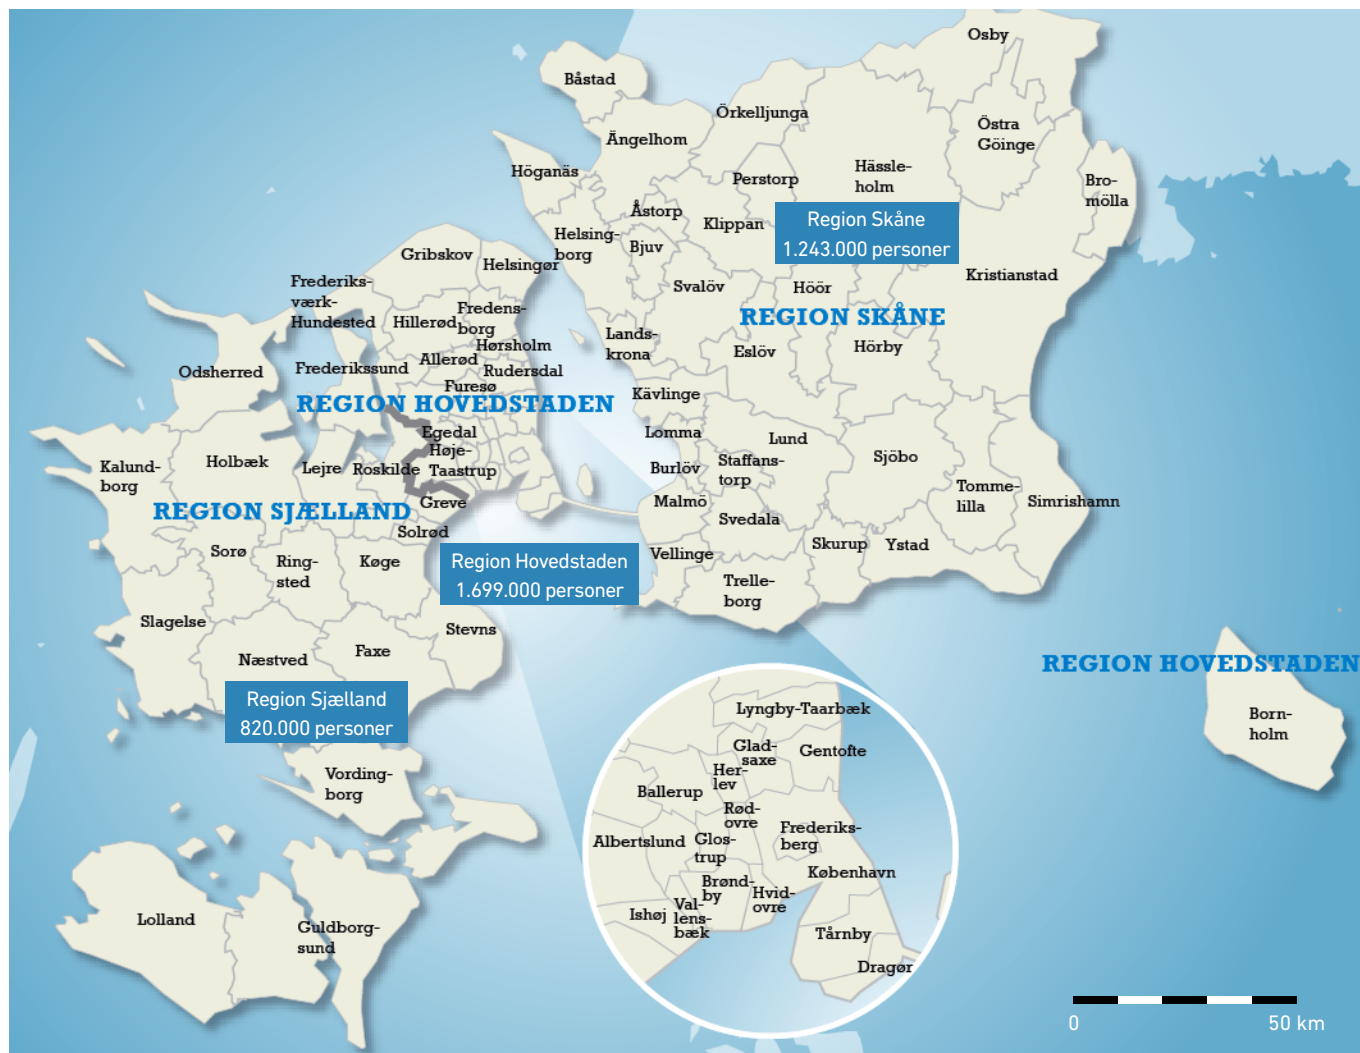 Osby
Båstad
Örkelljunga
Östra
Göinge
Ängelhom
Höganäs
Perstorp
Hässle-
holm
Bro-
mölla
Åstorp
Klippan
Region Skåne
1.243.000 personer
Helsing-
borg
Bjuv
Gribskov
Helsingør
Kristianstad
Svalöv
Höör
Frederiks-
værk-
Hundested
Hillerød
Fredens-
borg
REGION SKÅNE
Lands-
krona
Hørsholm
Eslöv
Hörby
Allerød
Rudersdal
Odsherred
Frederikssund
Furesø
Kävlinge
REGION HOVEDSTADEN
Egedal
Lomma
Lund
Høje-
Taastrup
Kalund-
borg
Holbæk
Lejre
Roskilde
Burlöv
Staffans-
torp
Sjöbo
Tomme-
lilla
Simrishamn
Greve
Malmö
REGION SJÆLLAND
Svedala
Solrød
Skurup
Ystad
Sorø
Ring-
sted
Køge
Region Hovedstaden
1.699.000 personer
Vellinge
Trelle-
borg
Slagelse
Stevns
Næstved
Faxe
REGION HOVEDSTADEN
Region Sjælland
820.000 personer
Born-
holm
Lyngby-Taarbæk
Glad-
saxe
Gentofte
Her-
lev
Ballerup
Vording-
borg
Rød-
ovre
Frederiks-
berg
Albertslund
Glos-
trup
København
Brønd-
by
Hvid-
ovre
Ishøj
Val-
lens-
bæk
Tårnby
Dragør
Lolland
Guldborg-
sund
0
50 km